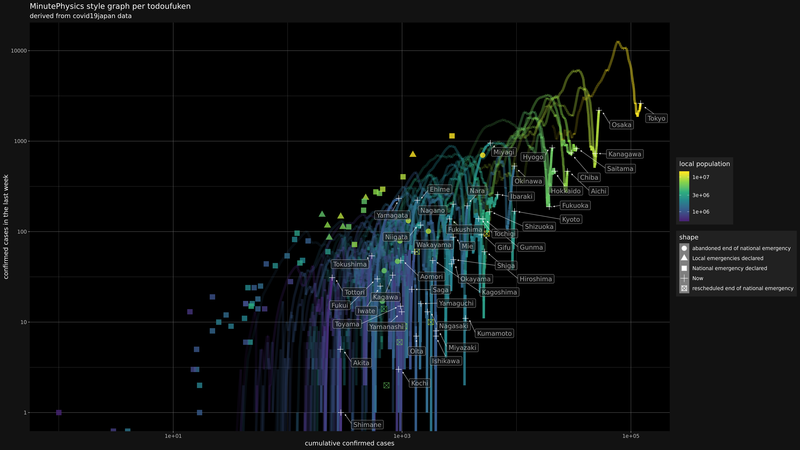 MinutePhysics style graph per todoufuken
derived from covid19japan data
confirmed cases in the last week
10000
1000
100
10
1
1e+01
1e+03
1e+05
cumulative confirmed cases
Tokyo
Osaka
Kanagawa
Saitama
Miyagi
Hyogo
Chiba
Okinawa
Hokkaido
Aichi
Ehime
Nara
Ibaraki
Fukuoka
Nagano
Yamagata
Kyoto
Shizuoka
Fukushima
Tochigi
Niigata
Wakayama
Mie
Gifu
Gunma
Tokushima
Shiga
Aomori
Okayama
Hiroshima
Tottori
Saga
Kagoshima
Kagawa
Fukui
Iwate
Yamaguchi
Toyama
Yamanashi
Nagasaki
Kumamoto
Miyazaki
Oita
Ishikawa
Akita
Kochi
Shimane
local population
1e+07
3e+06
1e+06
shape
abandoned end of national emergency
Local emergencies declared
National emergency declared
Now
rescheduled end of national emergency